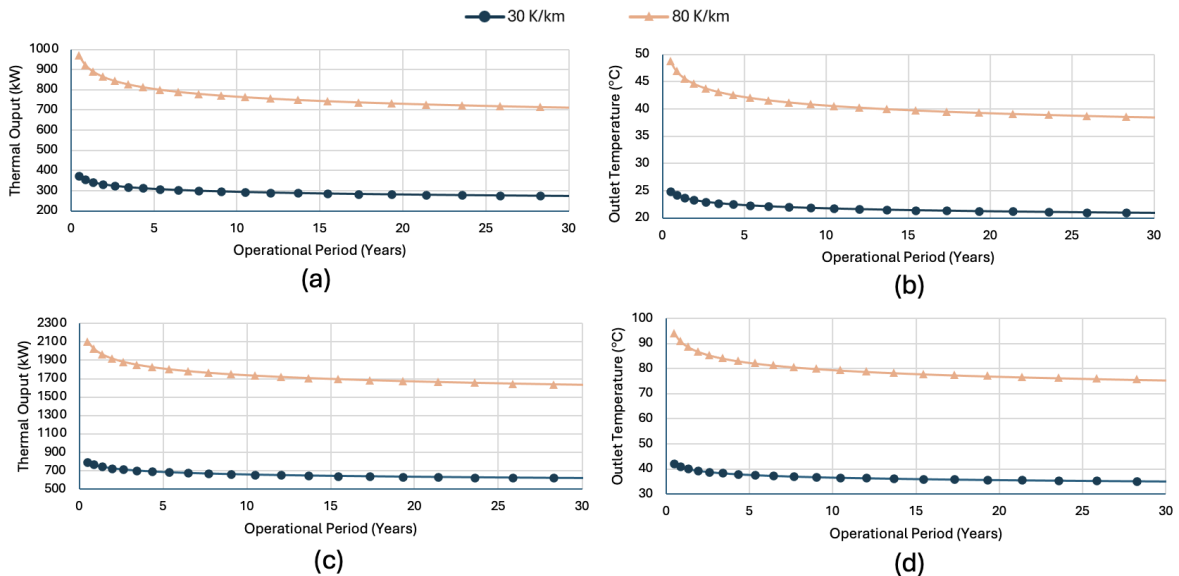 30 K/km 80 K/km
Thermal Ouput (kW)
1000
900
800
700
600
500
400
300
200
0 5 10 15 20 25 30
Operational Period (Years)
(a)
Outlet Temperature (°C)
50
45
40
35
30
25
20
0 5 10 15 20 25 30
Operational Period (Years)
(b)
Thermal Ouput (kW)
2300
2100
1900
1700
1500
1300
1100
900
700
500
0 5 10 15 20 25 30
Operational Period (Years)
(c)
Outlet Temperature (°C)
100
90
80
70
60
50
40
30
0 5 10 15 20 25 30
Operational Period (Years)
(d)